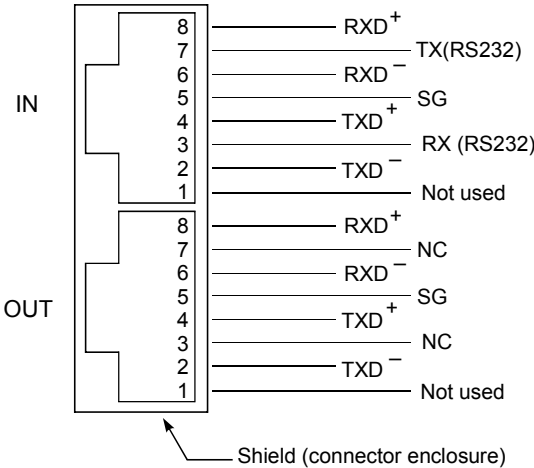 IN
8 RXD+
7 TX(RS232)
6 RXD−
5 SG
4 TXD+
3 RX (RS232)
2 TXD−
1 Not used
OUT
8 RXD+
7 NC
6 RXD−
5 SG
4 TXD+
3 NC
2 TXD−
1 Not used
Shield (connector enclosure)